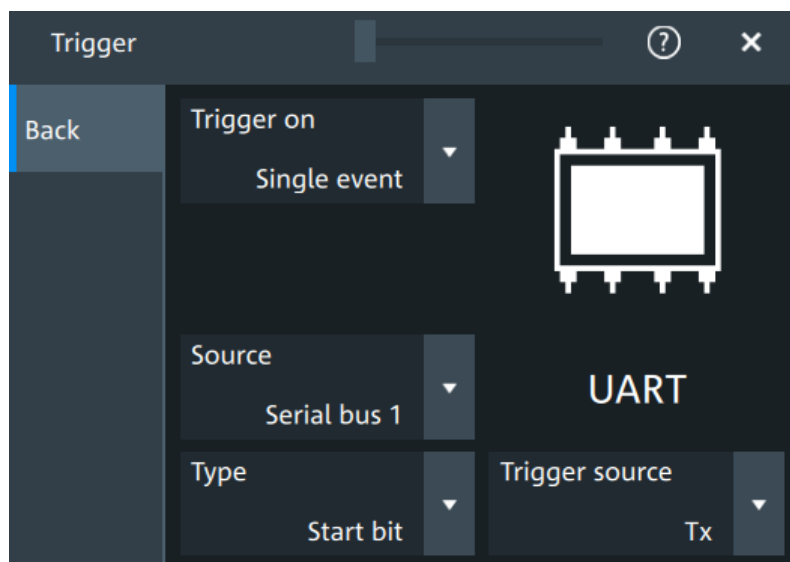 Trigger
?
Back
Trigger on
Single event
Source
Serial bus 1
UART
Type
Start bit
Trigger source
Tx